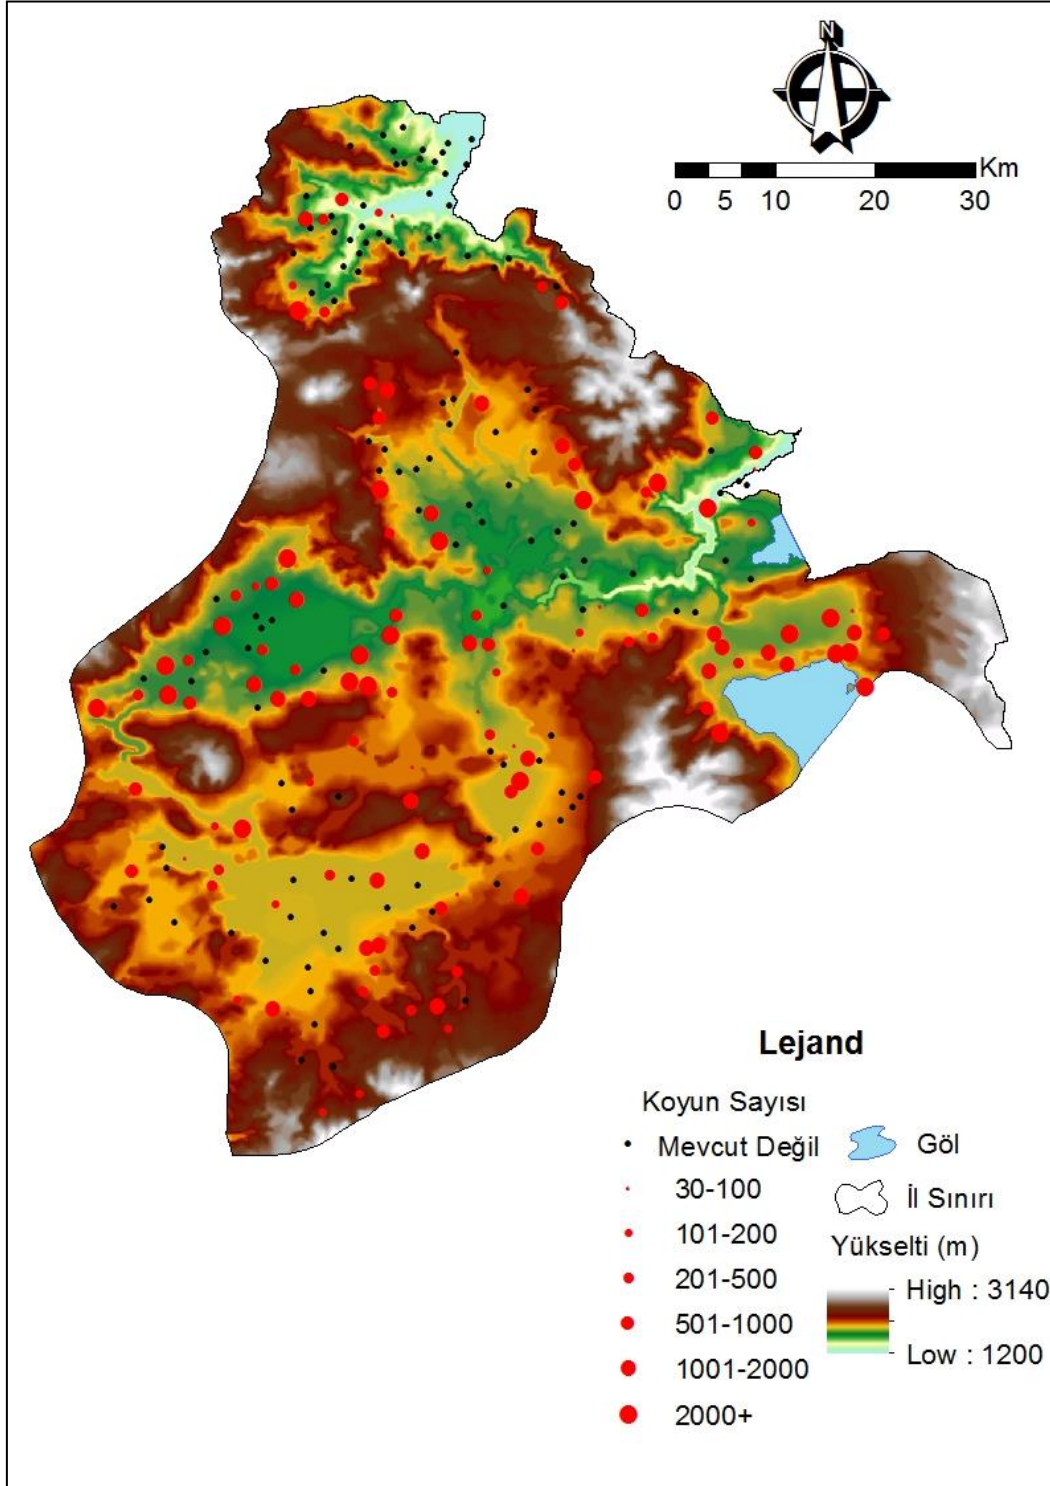 N
Km
0 5 10 20 30
Lejand
Koyun Sayısı
Mevcut Değil
30-100
101-200
201-500
501-1000
1001-2000
2000+
Göl
İl Sınırı
Yükselti (m)
High : 3140
Low : 1200